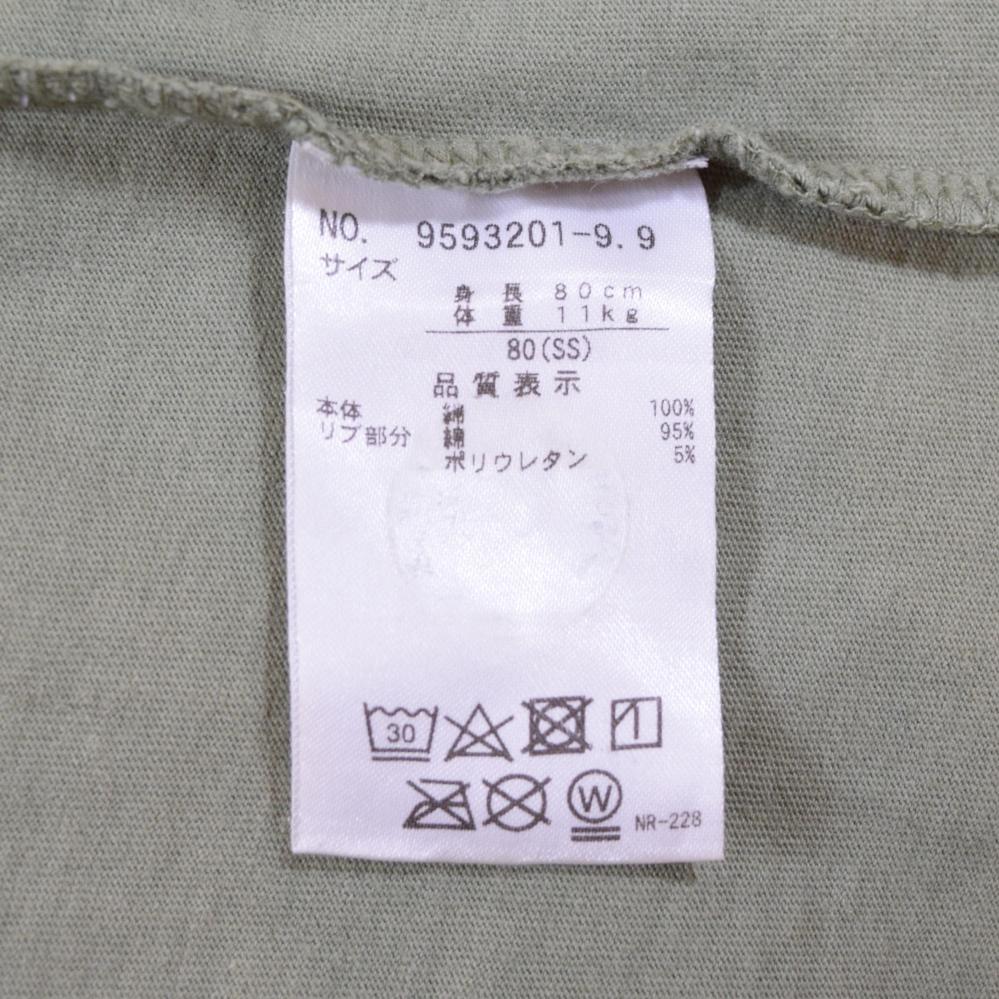 NO. 9593201-9.9
サイズ
身長 80cm
体重 11kg
80(SS)
品質表示
本体 綿 100%
リブ部分 綿 95%
ポリウレタン 5%
30
W
NR-228